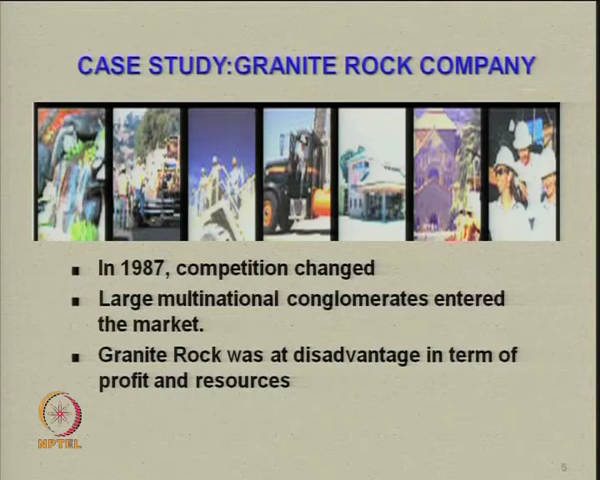 CASE STUDY:GRANITE ROCK COMPANY
In 1987, competition changed
Large multinational conglomerates entered
the market.
Granite Rock was at disadvantage in term of
profit and resources
NPTEL
5